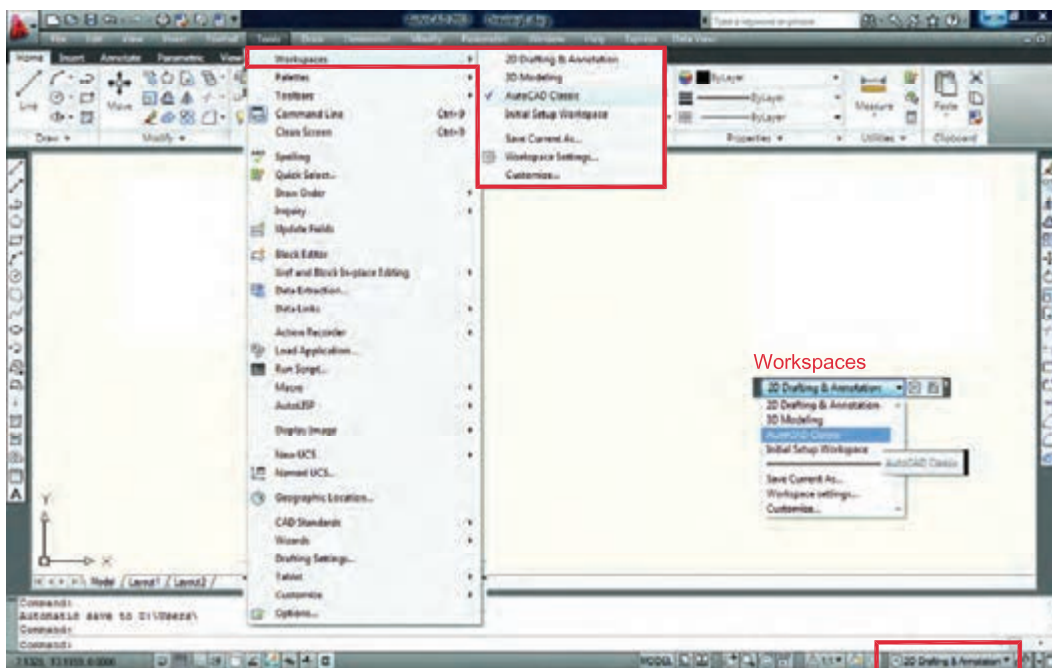 Tools
Home Insert Annotate Parametric View
Workspaces
Palettes
Toolbars
Command Line Ctrl+9
Clean Screen Ctrl+0
Spelling
Quick Select...
Draw Order
Inquiry
Update Fields
Block Editor
Xref and Block In-place Editing
Data Extraction...
Data Links
Action Recorder
Load Application...
Run Script...
Macro
AutoLISP
Display Image
New UCS
Named UCS...
Geographic Location...
CAD Standards
Wizards
Drafting Settings...
Tablet
Customize
Options...
2D Drafting & Annotation
3D Modeling
AutoCAD Classic
Initial Setup Workspace
Save Current As...
Workspace Settings...
Customize...
Line
Move
Draw
Modify
ByLayer
ByLayer
ByLayer
Properties
Measure
Utilities
Paste
Clipboard
Workspaces
2D Drafting & Annotation
2D Drafting & Annotation
3D Modeling
AutoCAD Classic
Initial Setup Workspace
AutoCAD Classic
Save Current As...
Workspace settings...
Customize...
A
Y
X
Model / Layout1 / Layout2 /
Command:
Automatic save to C:\Users\
Command:
Command:
MODEL
2D Drafting & Annotation